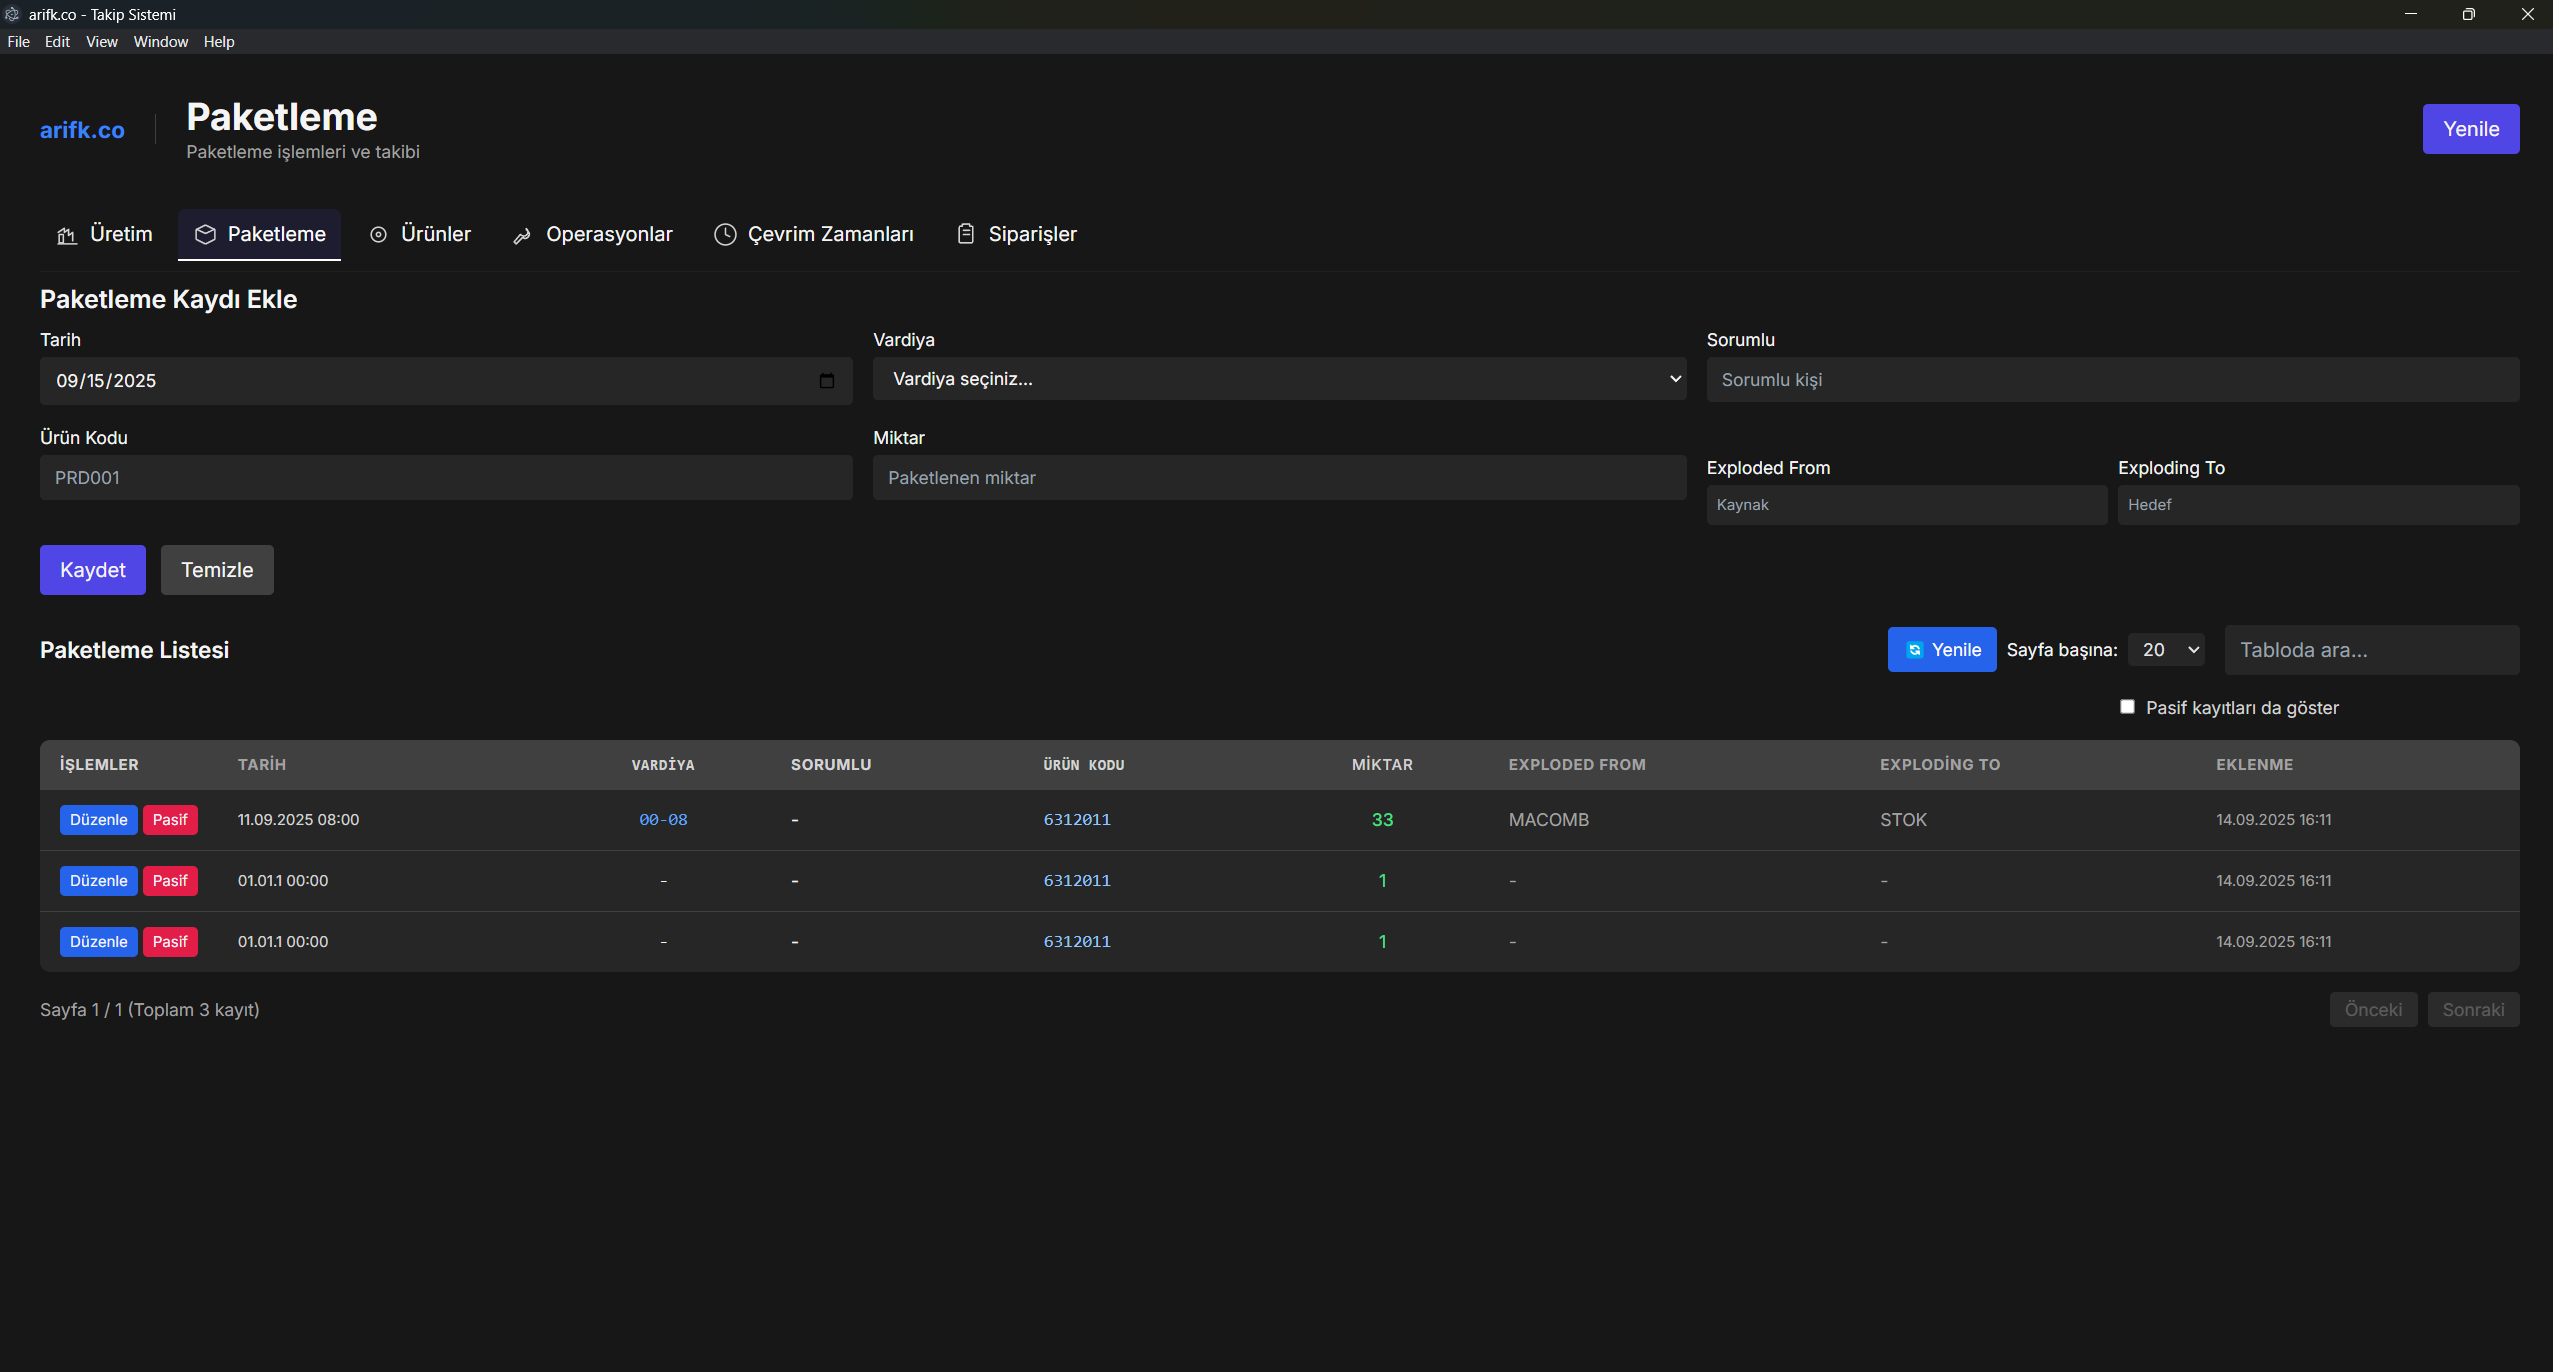 arifk.co - Takip Sistemi
File Edit View Window Help
arifk.co
Paketleme
Paketleme işlemleri ve takibi
Yenile
Üretim Paketleme Ürünler Operasyonlar Çevrim Zamanları Siparişler
Paketleme Kaydı Ekle
Tarih Vardiya Sorumlu
09/15/2025 Vardiya seçiniz... Sorumlu kişi
Ürün Kodu Miktar
Exploded From Exploding To
PRD001 Paketlenen miktar
Kaynak Hedef
Kaydet Temizle
Paketleme Listesi Yenile Sayfa başına: 20 Tabloda ara...
Pasif kayıtları da göster
İŞLEMLER TARİH VARDİYA SORUMLU ÜRÜN KODU MİKTAR EXPLODED FROM EXPLODİNG TO EKLENME
Düzenle Pasif 11.09.2025 08:00 00-08 - 6312011 33 MACOMB STOK 14.09.2025 16:11
Düzenle Pasif 01.01.1 00:00 - - 6312011 1 - - 14.09.2025 16:11
Düzenle Pasif 01.01.1 00:00 - - 6312011 1 - - 14.09.2025 16:11
Sayfa 1 / 1 (Toplam 3 kayıt) Önceki Sonraki